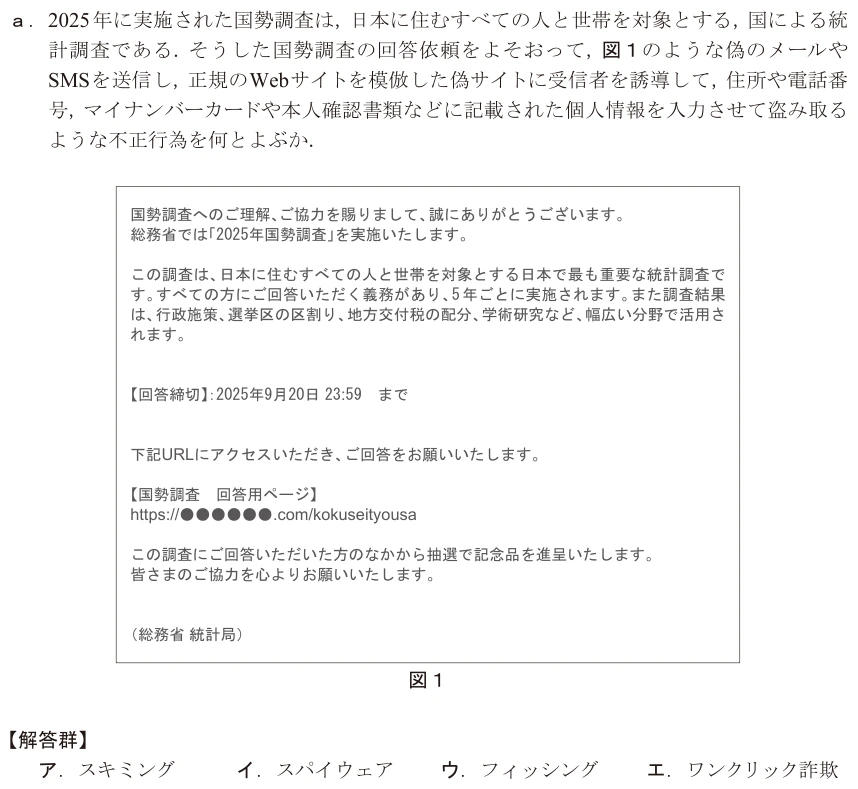 a．2025年に実施された国勢調査は，日本に住むすべての人と世帯を対象とする，国による統
計調査である．そうした国勢調査の回答依頼をよそおって，図1のような偽のメールや
SMSを送信し，正規のWebサイトを模倣した偽サイトに受信者を誘導して，住所や電話番
号，マイナンバーカードや本人確認書類などに記載された個人情報を入力させて盗み取る
ような不正行為を何とよぶか．
国勢調査へのご理解、ご協力を賜りまして、誠にありがとうございます。
総務省では「2025年国勢調査」を実施いたします。
この調査は、日本に住むすべての人と世帯を対象とする日本で最も重要な統計調査で
す。すべての方にご回答いただく義務があり、5年ごとに実施されます。また調査結果
は、行政施策、選挙区の区割り、地方交付税の配分、学術研究など、幅広い分野で活用さ
れます。
【回答締切】：2025年9月20日 23:59　まで
下記URLにアクセスいただき、ご回答をお願いいたします。
【国勢調査　回答用ページ】
https://●●●●●●.com/kokuseityousa
この調査にご回答いただいた方のなかから抽選で記念品を進呈いたします。
皆さまのご協力を心よりお願いいたします。
（総務省 統計局）
図1
【解答群】
ア．スキミング　　イ．スパイウェア　　ウ．フィッシング　　エ．ワンクリック詐欺